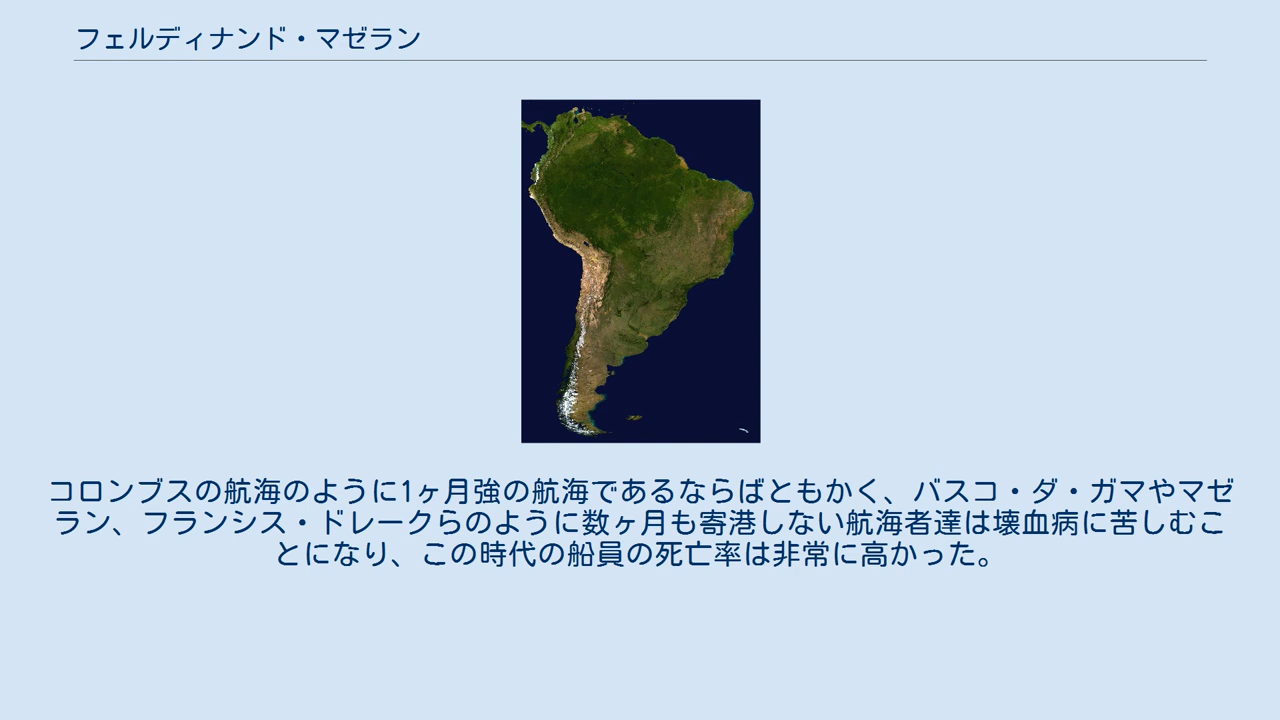 フェルディナンド・マゼラン
コロンブスの航海のように1ヶ月強の航海であるならばともかく、バスコ・ダ・ガマやマゼ
ラン、フランシス・ドレークらのように数ヶ月も寄港しない航海者達は壊血病に苦しむこ
とになり、この時代の船員の死亡率は非常に高かった。